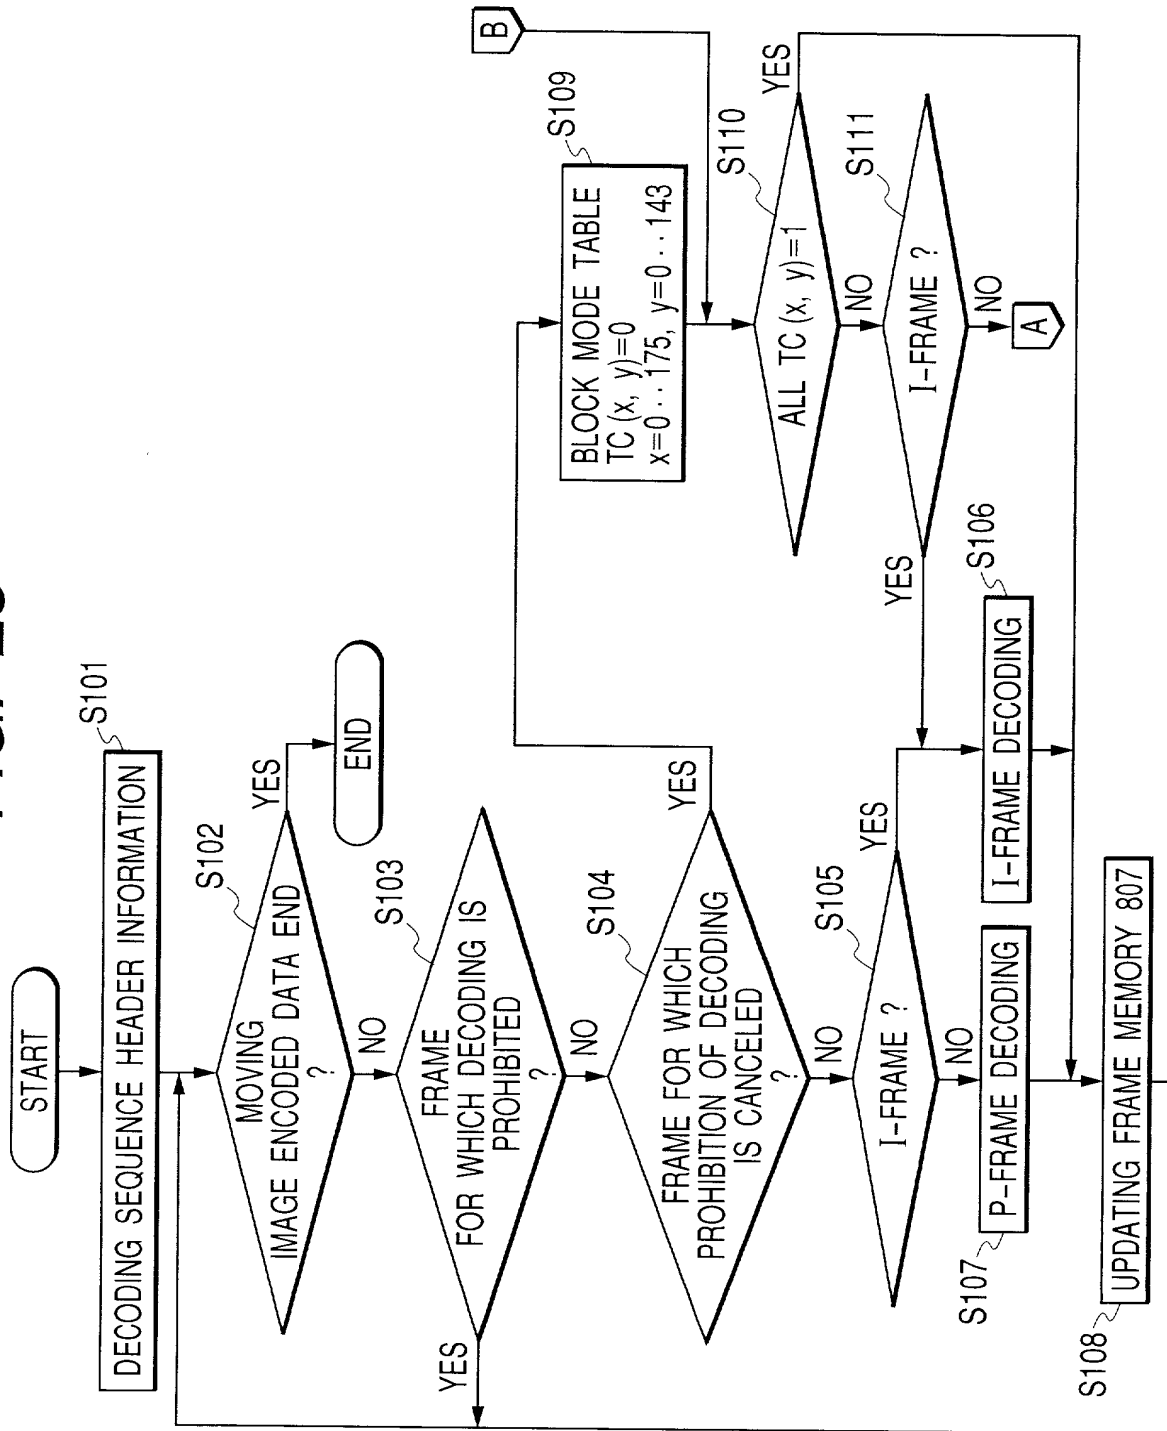 START
DECODING SEQUENCE HEADER INFORMATION
S101
MOVING
IMAGE ENCODED DATA END
?
S102
YES
END
NO
FRAME
FOR WHICH DECODING IS
PROHIBITED
?
S103
YES
NO
FRAME FOR WHICH
PROHIBITION OF DECODING
IS CANCELED
?
S104
YES
NO
I-FRAME ?
S105
YES
NO
P-FRAME DECODING
S107
I-FRAME DECODING
S106
UPDATING FRAME MEMORY 807
S108
B
BLOCK MODE TABLE
TC (x, y)=0
x=0··175, y=0··143
S109
ALL TC (x, y)=1
S110
YES
NO
I-FRAME ?
S111
YES
NO
A